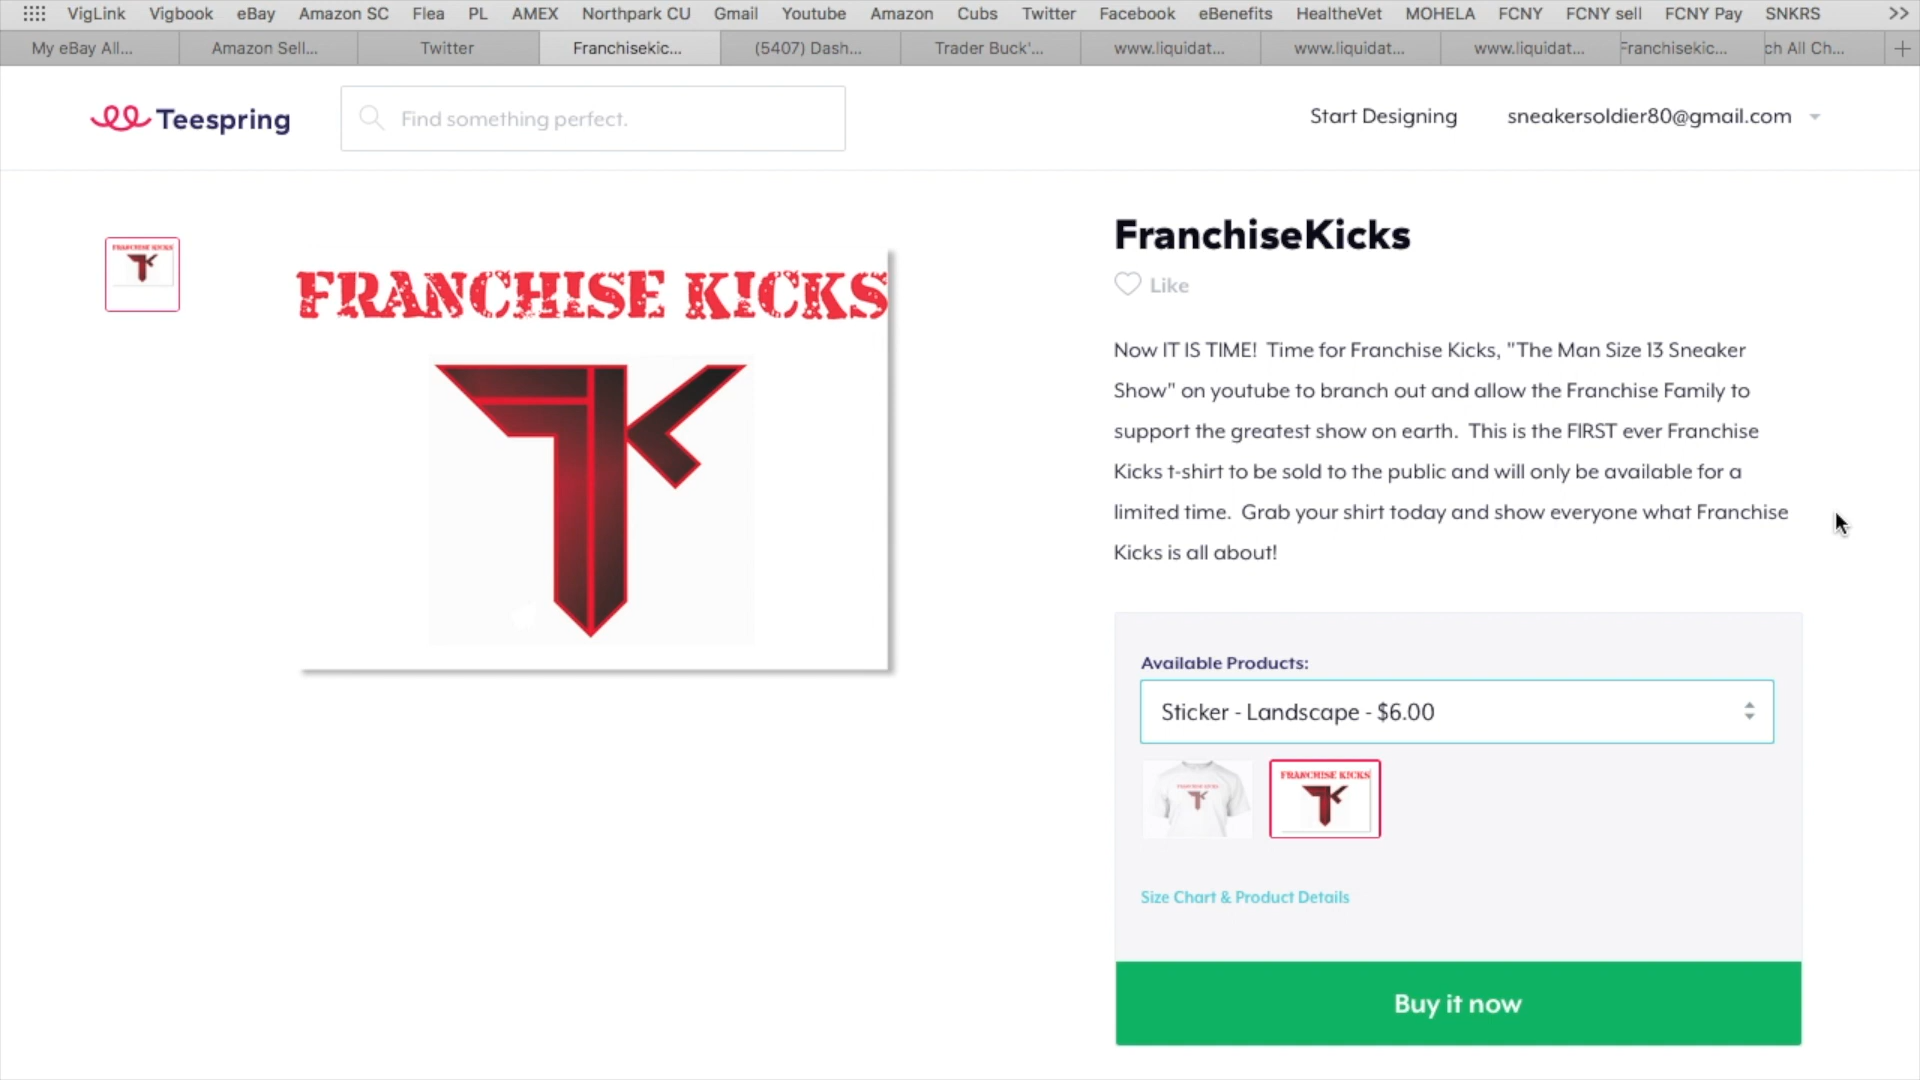 VigLink Vigbook eBay Amazon SC Flea PL AMEX Northpark CU Gmail Youtube Amazon Cubs Twitter Facebook eBenefits HealtheVet MOHELA FCNY FCNY sell FCNY Pay SNKRS >>
My eBay All... Amazon Sell... Twitter Franchisekic... (5407) Dash... Trader Buck'... www.liquidat... www.liquidat... www.liquidat... Franchisekic... ch All Ch... +
Teespring Find something perfect. Start Designing sneakersoldier80@gmail.com
FranchiseKicks
Like
FRANCHISE KICKS
FRANCHISE KICKS
TK
Now IT IS TIME! Time for Franchise Kicks, "The Man Size 13 Sneaker
Show" on youtube to branch out and allow the Franchise Family to
support the greatest show on earth. This is the FIRST ever Franchise
Kicks t-shirt to be sold to the public and will only be available for a
limited time. Grab your shirt today and show everyone what Franchise
Kicks is all about!
Available Products:
Sticker - Landscape - $6.00
FRANCHISE KICKS
FRANCHISE KICKS
Size Chart & Product Details
Buy it now